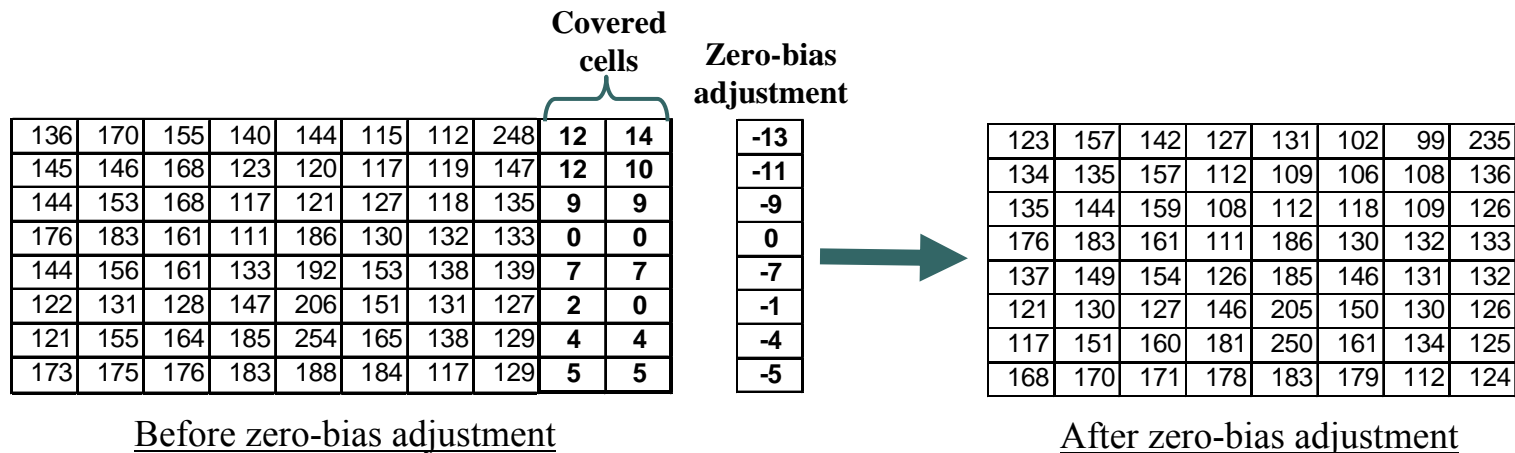 Covered
cells
Zero-bias
adjustment
136 170 155 140 144 115 112 248 12 14 -13 123 157 142 127 131 102 99 235
145 146 168 123 120 117 119 147 12 10 -11 134 135 157 112 109 106 108 136
144 153 168 117 121 127 118 135 9 9 -9 135 144 159 108 112 118 109 126
176 183 161 111 186 130 132 133 0 0 0 176 183 161 111 186 130 132 133
144 156 161 133 192 153 138 139 7 7 -7 137 149 154 126 185 146 131 132
122 131 128 147 206 151 131 127 2 0 -1 121 130 127 146 205 150 130 126
121 155 164 185 254 165 138 129 4 4 -4 117 151 160 181 250 161 134 125
173 175 176 183 188 184 117 129 5 5 -5 168 170 171 178 183 179 112 124
Before zero-bias adjustment
After zero-bias adjustment